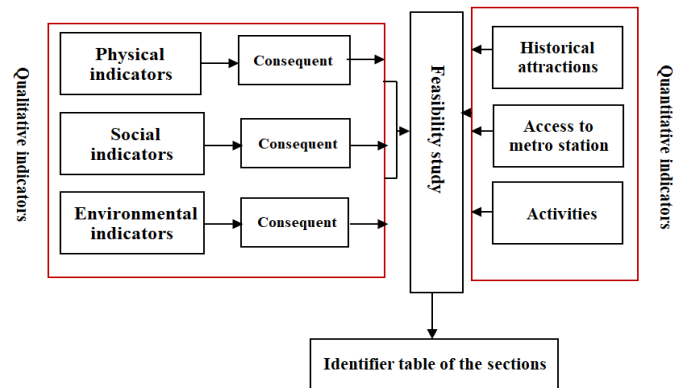 Qualitative indicators
Physical
indicators
Consequent
Social
indicators
Consequent
Environmental
indicators
Consequent
Feasibility study
Historical
attractions
Access to
metro station
Activities
Quantitative indicators
Identifier table of the sections